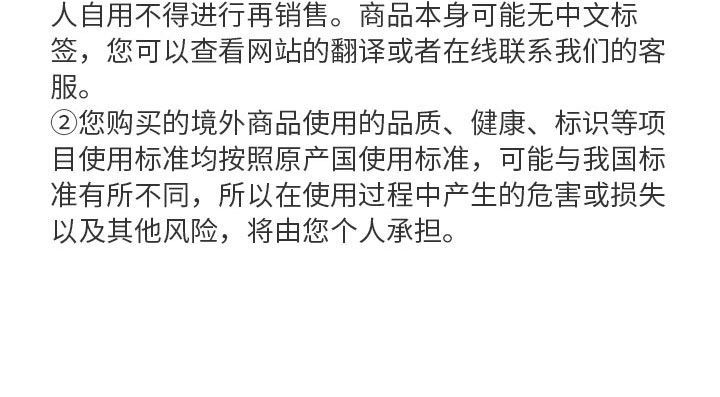 人自用不得进行再销售。商品本身可能无中文标
签，您可以查看网站的翻译或者在线联系我们的客
服。
②您购买的境外商品使用的品质、健康、标识等项
目使用标准均按照原产国使用标准，可能与我国标
准有所不同，所以在使用过程中产生的危害或损失
以及其他风险，将由您个人承担。